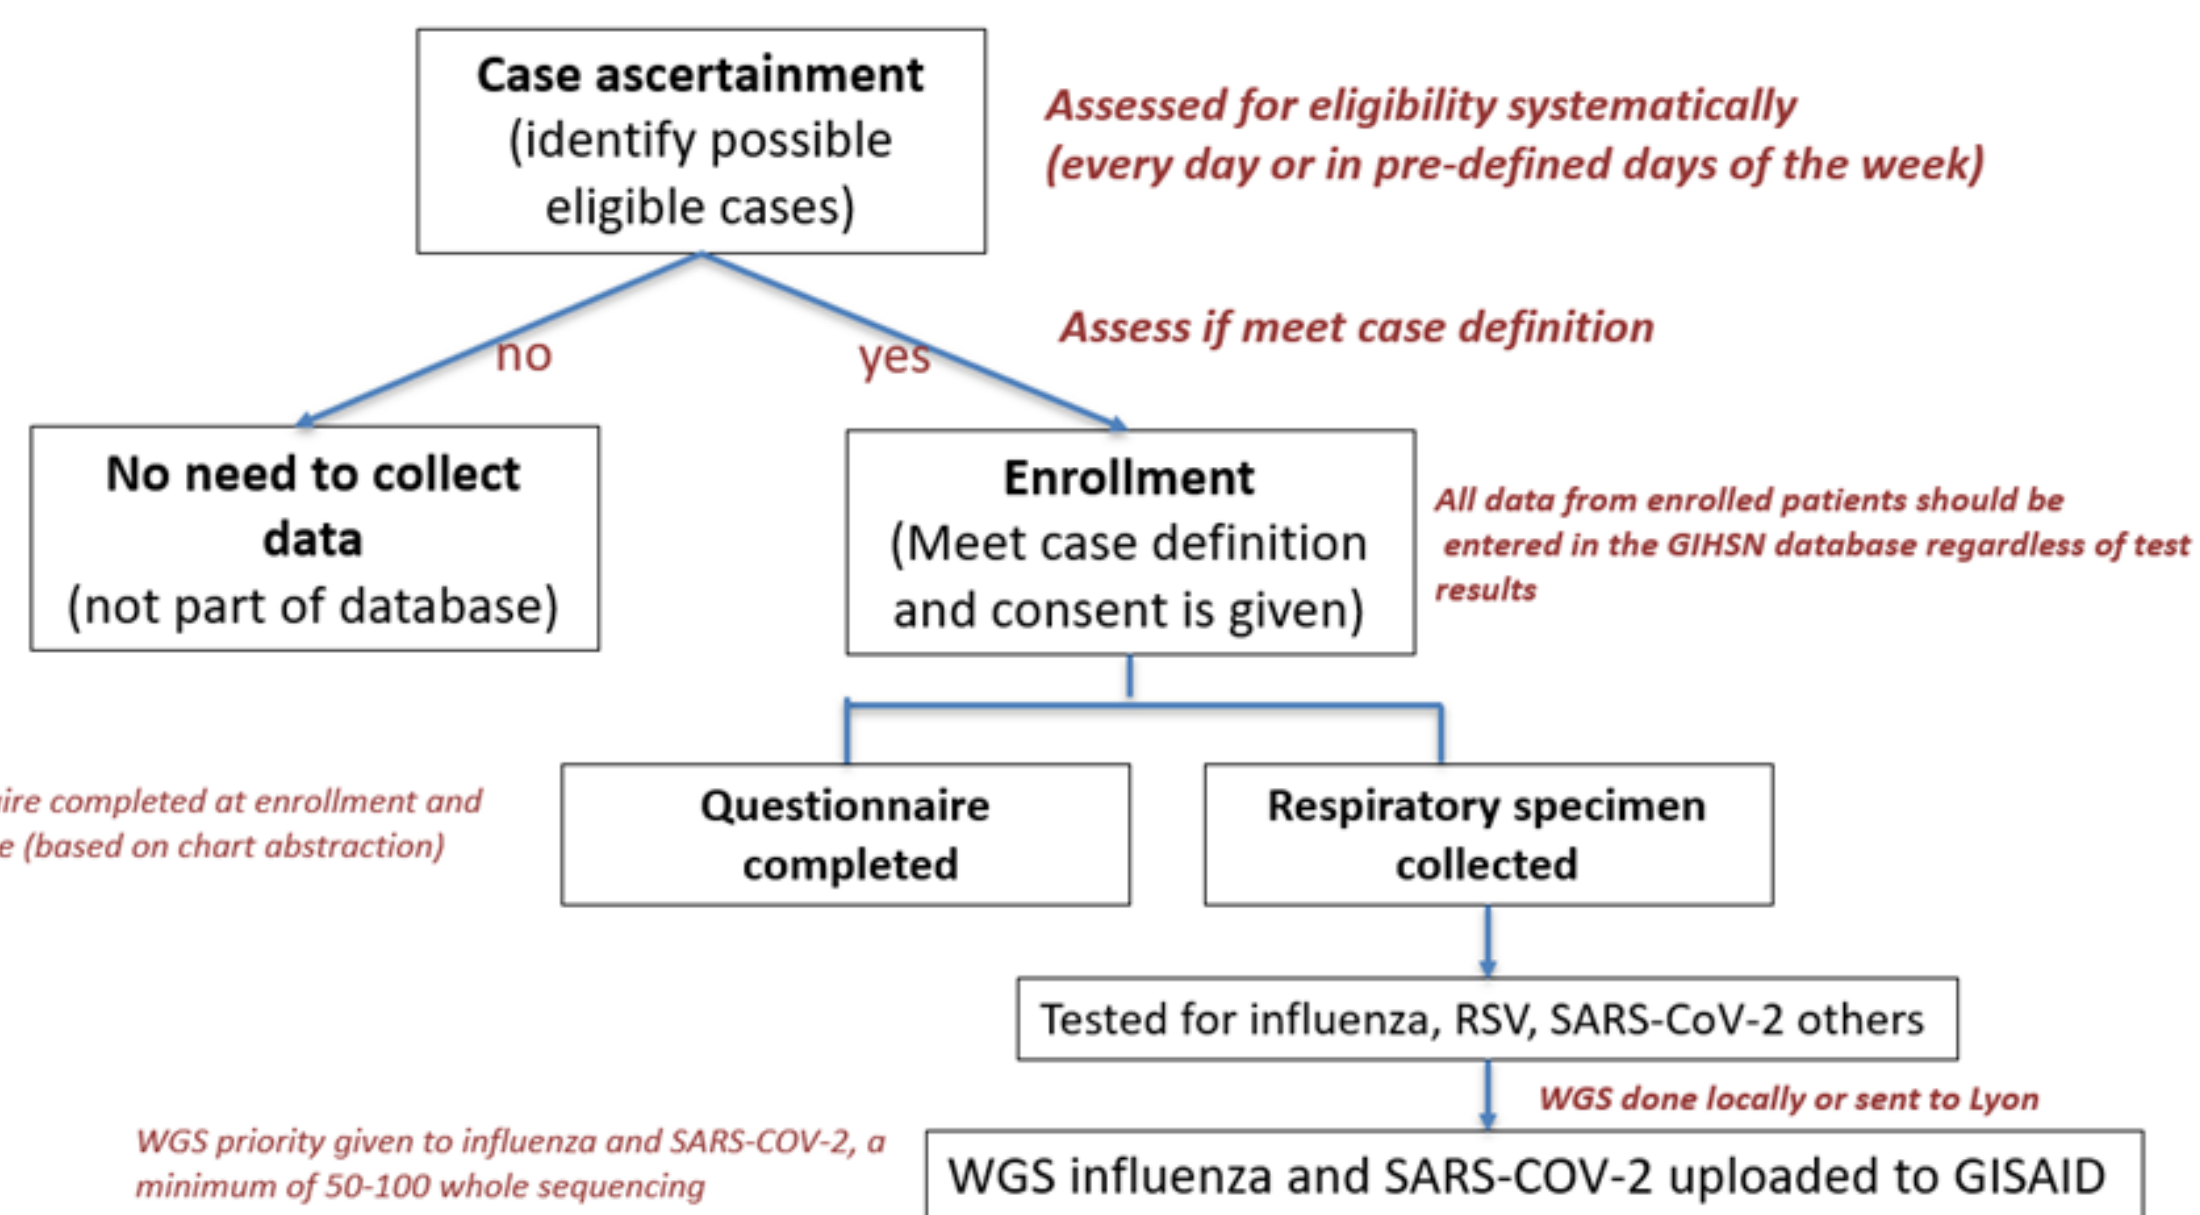 Case ascertainment
(identify possible
eligible cases)
Assessed for eligibility systematically
(every day or in pre-defined days of the week)
Assess if meet case definition
no
yes
No need to collect
data
(not part of database)
Enrollment
(Meet case definition
and consent is given)
All data from enrolled patients should be
entered in the GIHSN database regardless of test
results
completed at enrollment and
(based on chart abstraction)
Questionnaire
completed
Respiratory specimen
collected
Tested for influenza, RSV, SARS-CoV-2 others
WGS done locally or sent to Lyon
WGS priority given to influenza and SARS-COV-2, a
minimum of 50-100 whole sequencing
WGS influenza and SARS-COV-2 uploaded to GISAID